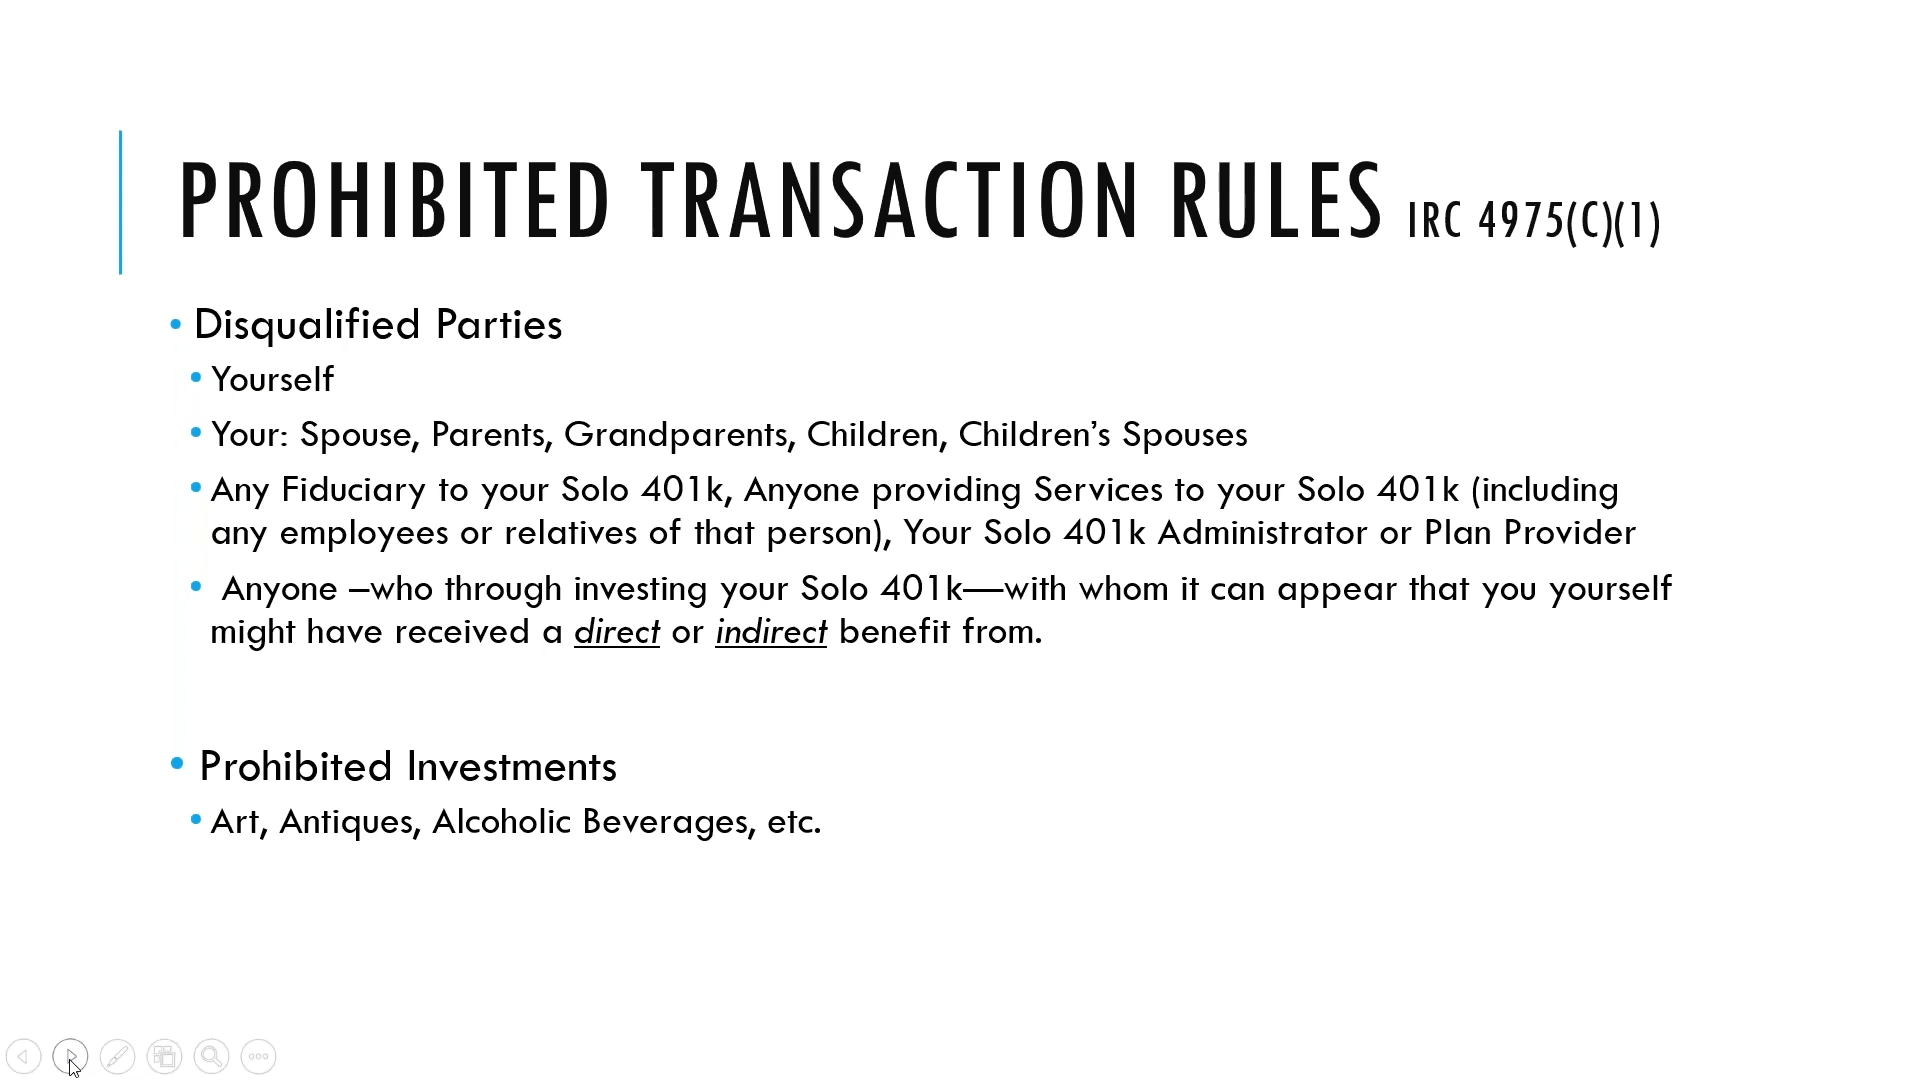 PROHIBITED TRANSACTION RULES IRC 4975(C)(1)
• Disqualified Parties
• Yourself
• Your: Spouse, Parents, Grandparents, Children, Children’s Spouses
• Any Fiduciary to your Solo 401k, Anyone providing Services to your Solo 401k (including
any employees or relatives of that person), Your Solo 401k Administrator or Plan Provider
• Anyone –who through investing your Solo 401k—with whom it can appear that you yourself
might have received a direct or indirect benefit from.
• Prohibited Investments
• Art, Antiques, Alcoholic Beverages, etc.